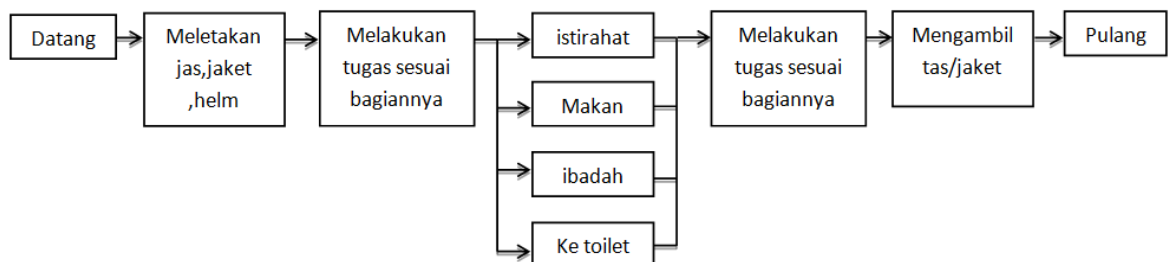 Datang
Meletakan
jas,jaket
,helm
Melakukan
tugas sesuai
bagiannya
istirahat
Makan
ibadah
Ke toilet
Melakukan
tugas sesuai
bagiannya
Mengambil
tas/jaket
Pulang